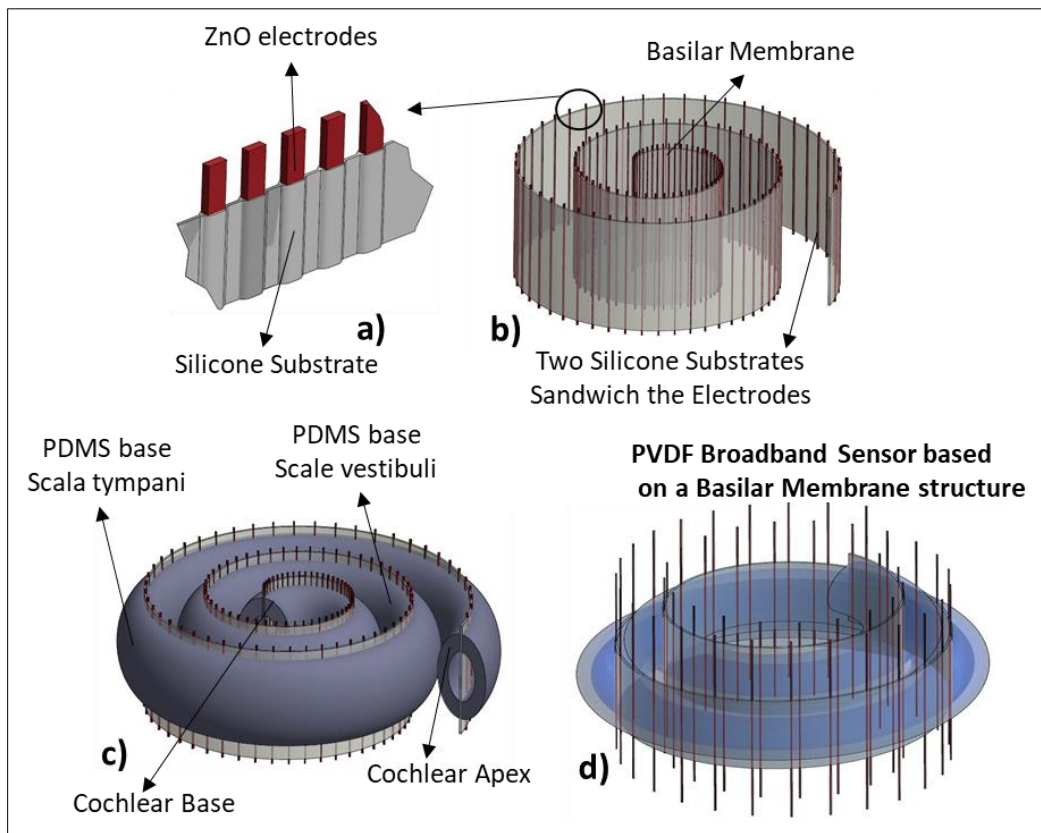 ZnO electrodes
Basilar Membrane
a)
b)
Silicone Substrate
Two Silicone Substrates
Sandwich the Electrodes
PDMS base
Scala tympani
PDMS base
Scale vestibuli
PVDF Broadband Sensor based
on a Basilar Membrane structure
c)
Cochlear Base
Cochlear Apex
d)